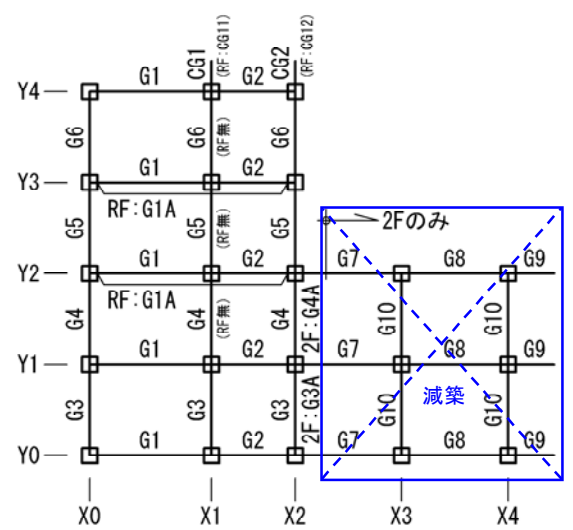 CG1
(RF:CG11)
CG2
(RF:CG12)
Y4
G1
G2
G6
G6
(RF無)
G6
Y3
G1
G2
RF:G1A
G5
G5
(RF無)
G5
2Fのみ
Y2
G1
G2
G7
G8
G9
RF:G1A
G4
G4
(RF無)
2F:G4A
G10
G10
Y1
G1
G2
G7
G8
G9
減築
G3
G3
G3
2F:G3A
G10
G10
Y0
G1
G2
G7
G8
G9
X0
X1
X2
X3
X4